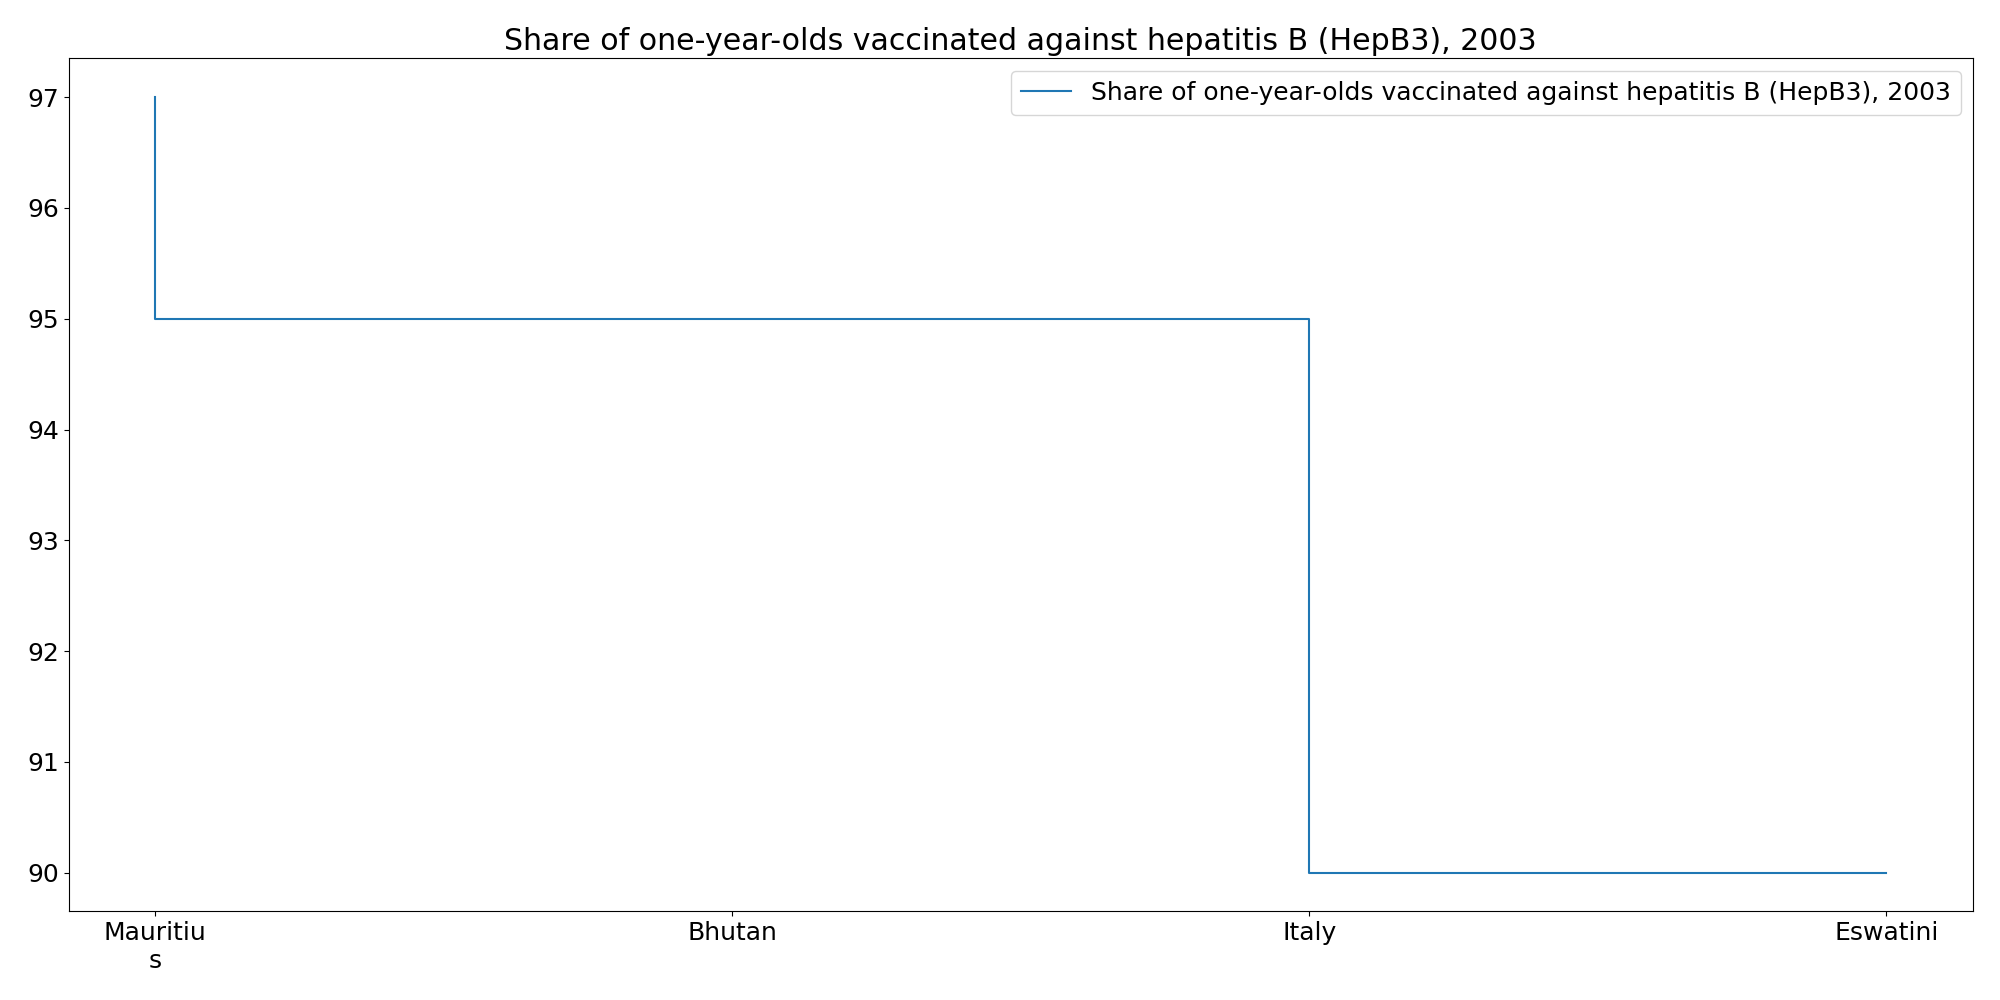 Share of one-year-olds vaccinated against hepatitis B (HepB3), 2003
Share of one-year-olds vaccinated against hepatitis B (HepB3), 2003
97
96
95
94
93
92
91
90
Mauritiu
s
Bhutan
Italy
Eswatini